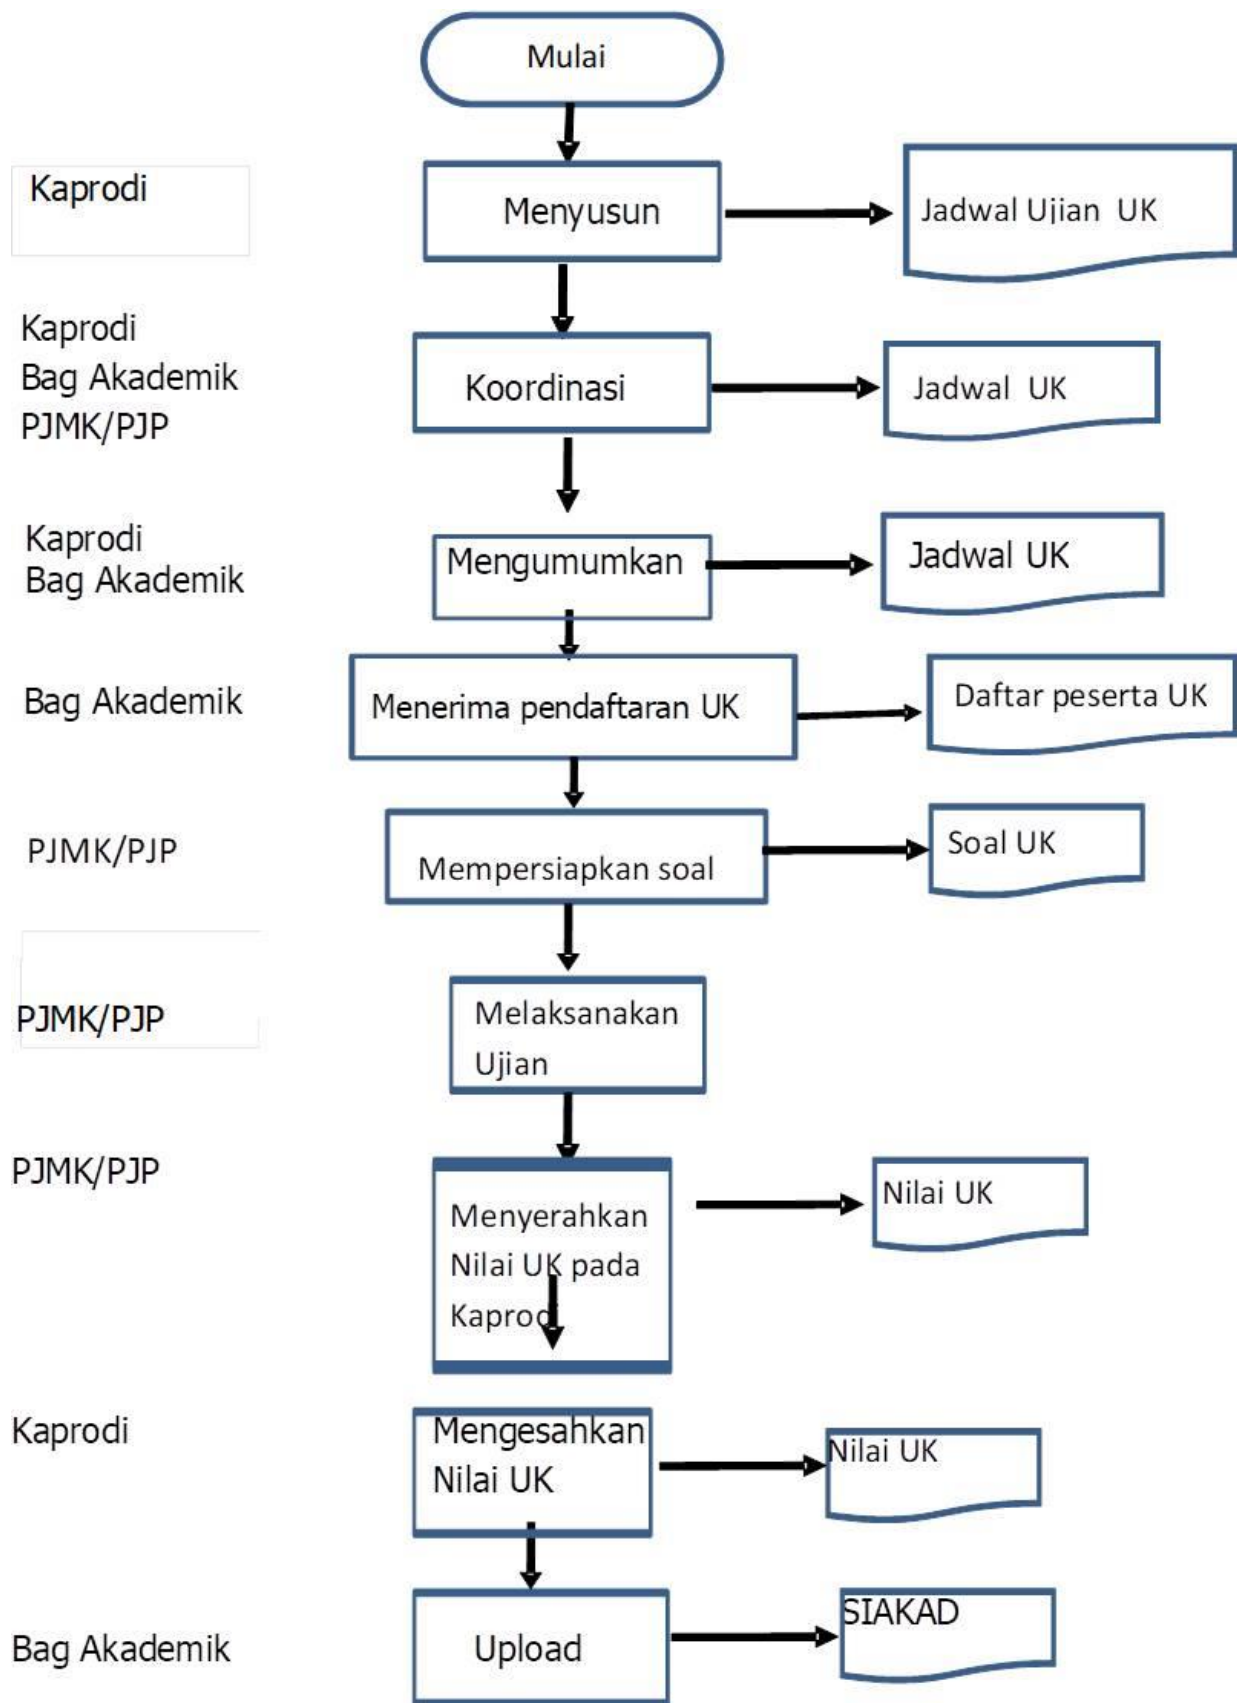 Mulai
Kaprodi
Menyusun
Jadwal Ujian UK
Kaprodi
Bag Akademik
PJMK/PJP
Koordinasi
Jadwal UK
Kaprodi
Bag Akademik
Mengumumkan
Jadwal UK
Bag Akademik
Menerima pendaftaran UK
Daftar peserta UK
PJMK/PJP
Mempersiapkan soal
Soal UK
PJMK/PJP
Melaksanakan
Ujian
PJMK/PJP
Menyerahkan
Nilai UK pada
Kaprodi
Nilai UK
Kaprodi
Mengesahkan
Nilai UK
Nilai UK
Bag Akademik
Upload
SIAKAD